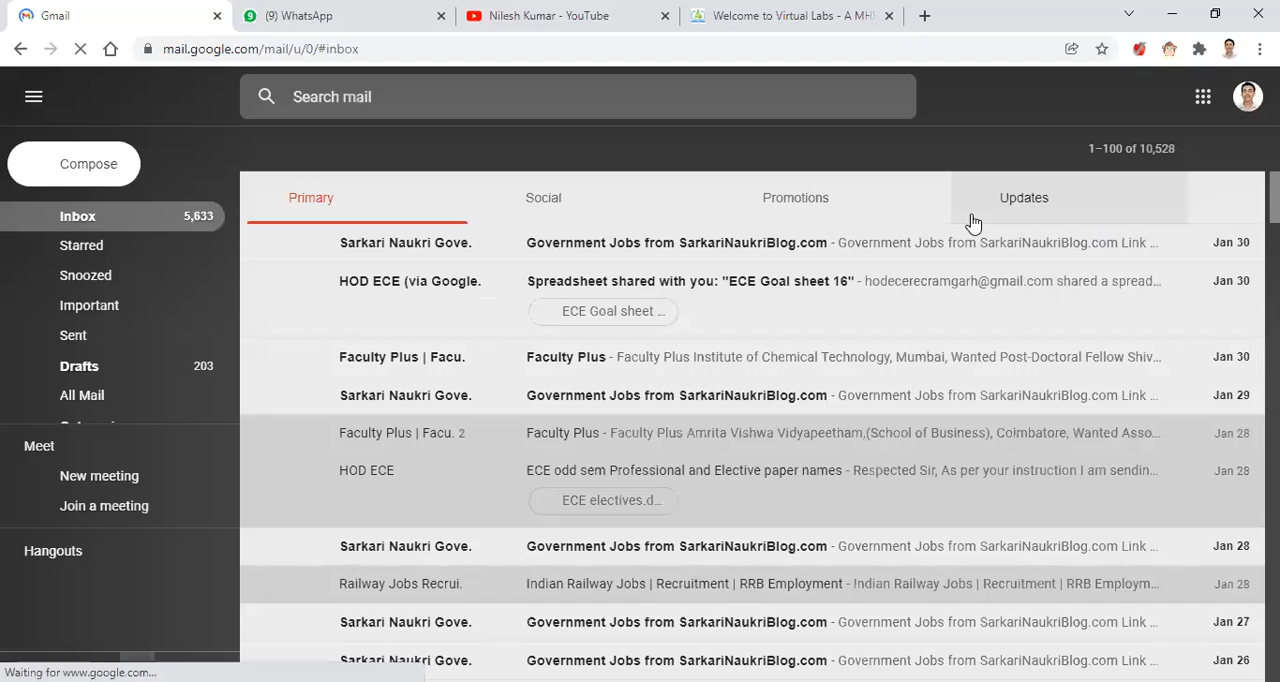 Gmail
(9) WhatsApp
Nilesh Kumar - YouTube
Welcome to Virtual Labs - A MH
mail.google.com/mail/u/0/#inbox
Search mail
Compose
1–100 of 10,528
Inbox 5,633
Starred
Snoozed
Important
Sent
Drafts 203
All Mail
Meet
New meeting
Join a meeting
Hangouts
Primary Social Promotions Updates
Sarkari Naukri Gove. Government Jobs from SarkariNaukriBlog.com - Government Jobs from SarkariNaukriBlog.com Link ... Jan 30
HOD ECE (via Google. Spreadsheet shared with you: "ECE Goal sheet 16" - hodecerecramgarh@gmail.com shared a spread... Jan 30
ECE Goal sheet ...
Faculty Plus | Facu. Faculty Plus - Faculty Plus Institute of Chemical Technology, Mumbai, Wanted Post-Doctoral Fellow Shiv... Jan 30
Sarkari Naukri Gove. Government Jobs from SarkariNaukriBlog.com - Government Jobs from SarkariNaukriBlog.com Link ... Jan 29
Faculty Plus | Facu. 2 Faculty Plus - Faculty Plus Amrita Vishwa Vidyapeetham,(School of Business), Coimbatore, Wanted Asso... Jan 28
HOD ECE ECE odd sem Professional and Elective paper names - Respected Sir, As per your instruction I am sendin... Jan 28
ECE electives.d...
Sarkari Naukri Gove. Government Jobs from SarkariNaukriBlog.com - Government Jobs from SarkariNaukriBlog.com Link ... Jan 28
Railway Jobs Recrui. Indian Railway Jobs | Recruitment | RRB Employment - Indian Railway Jobs | Recruitment | RRB Employm... Jan 28
Sarkari Naukri Gove. Government Jobs from SarkariNaukriBlog.com - Government Jobs from SarkariNaukriBlog.com Link ... Jan 27
Sarkari Naukri Gove. Government Jobs from SarkariNaukriBlog.com - Government Jobs from SarkariNaukriBlog.com Link ... Jan 26
Waiting for www.google.com...